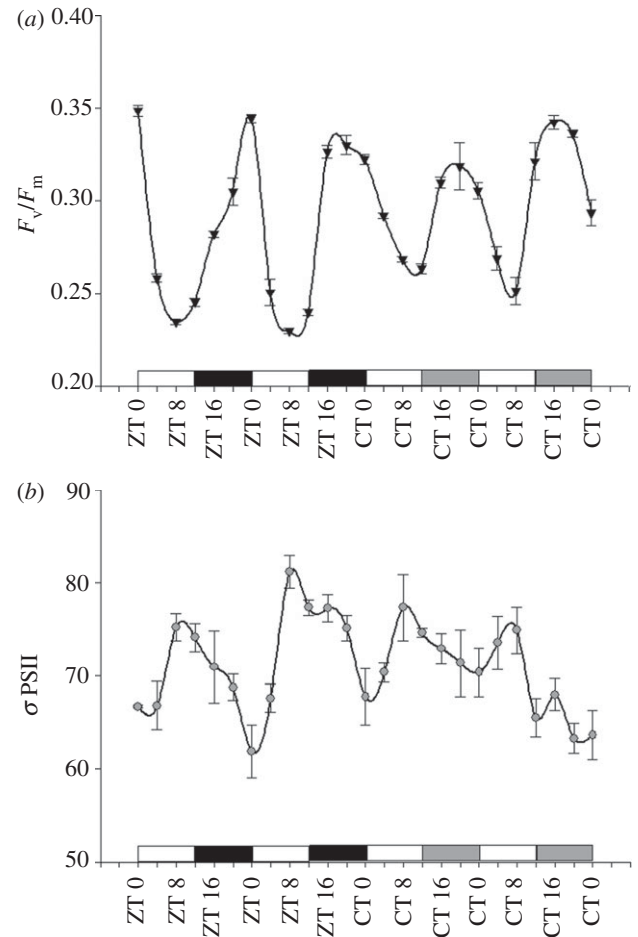 (a)
0.40
0.35
0.30
0.25
0.20
Fv/Fm
ZT 0
ZT 8
ZT 16
ZT 0
ZT 8
ZT 16
CT 0
CT 8
CT 16
CT 0
CT 8
CT 16
CT 0
(b)
90
80
70
60
50
σ PSII
ZT 0
ZT 8
ZT 16
ZT 0
ZT 8
ZT 16
CT 0
CT 8
CT 16
CT 0
CT 8
CT 16
CT 0